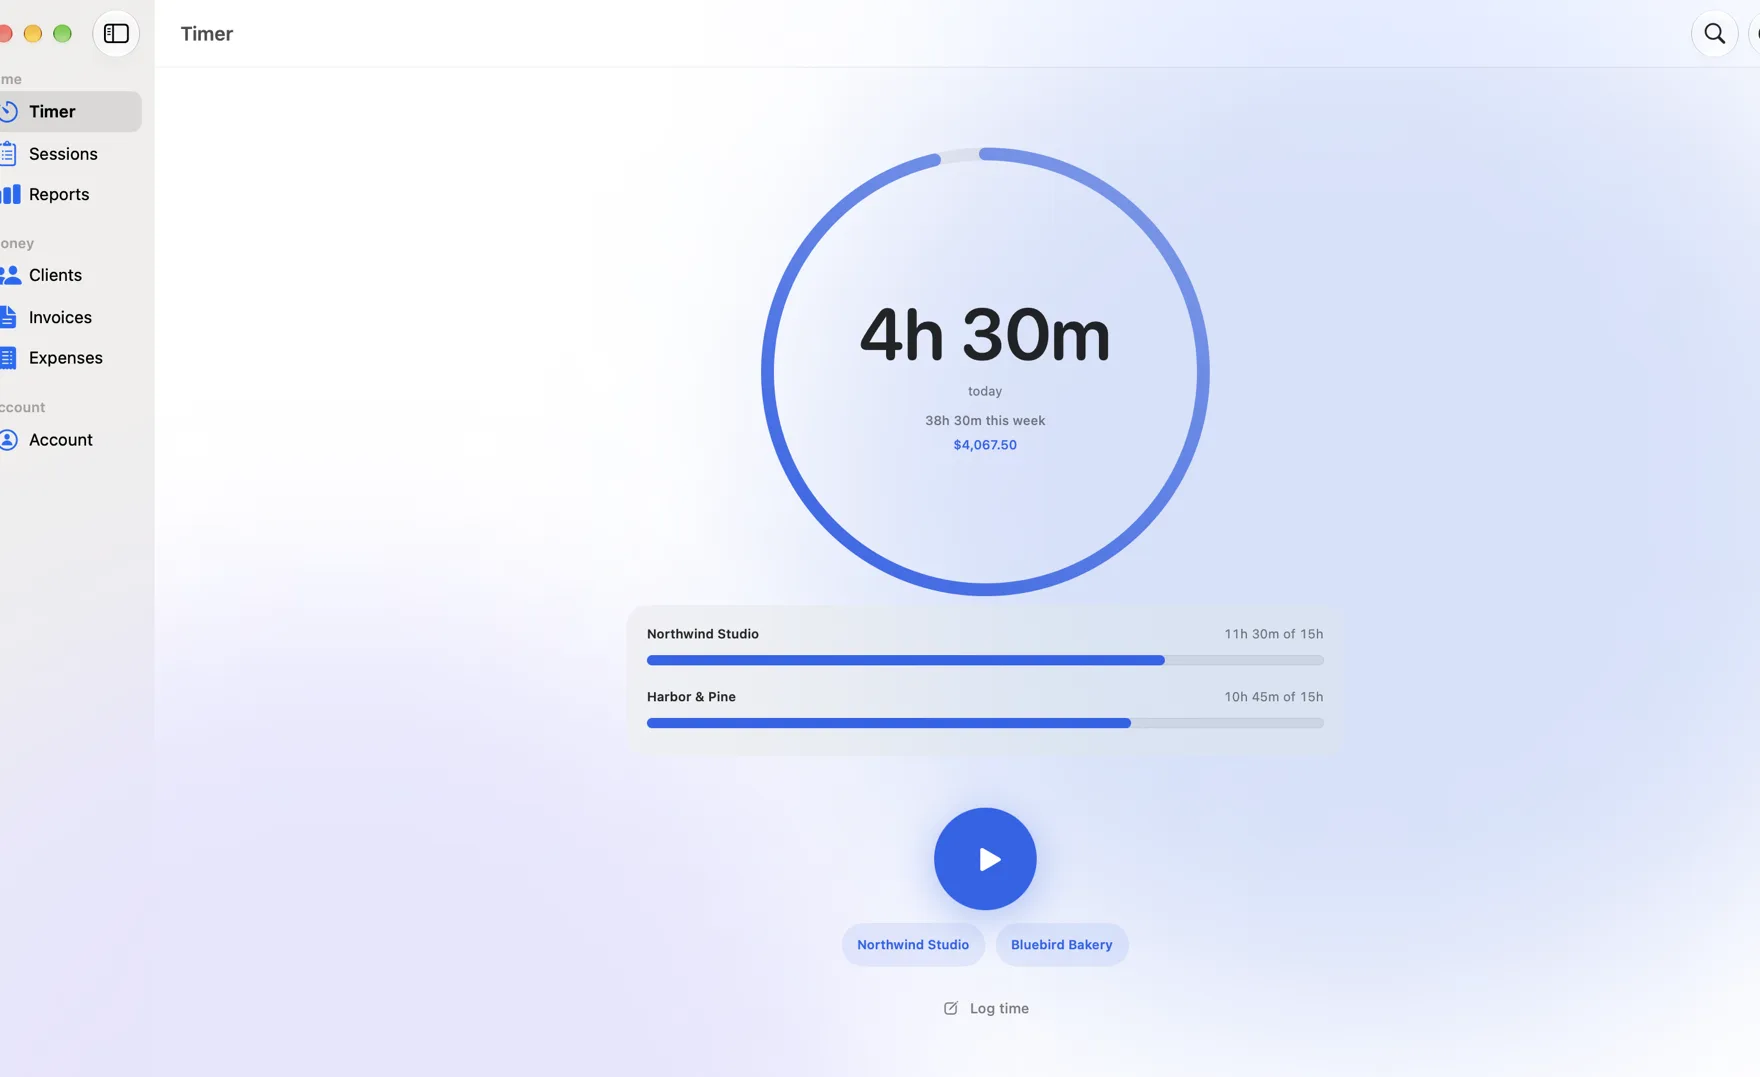 Timer
me
Timer
Sessions
Reports
oney
Clients
Invoices
Expenses
ccount
Account
4h 30m
today
38h 30m this week
$4,067.50
Northwind Studio 11h 30m of 15h
Harbor & Pine 10h 45m of 15h
Northwind Studio Bluebird Bakery
Log time